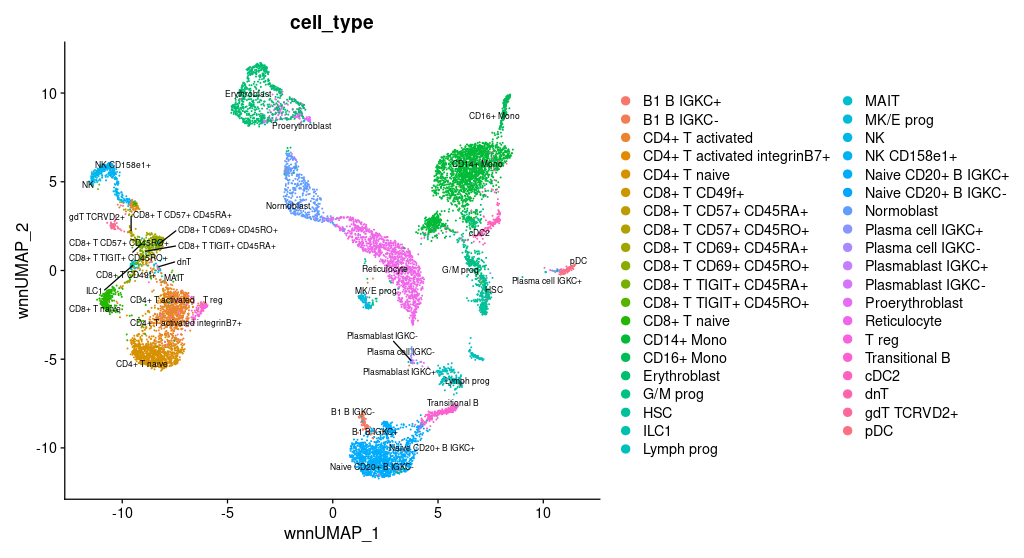 cell_type
wnnUMAP_2
10
5
0
-5
-10
-10
-5
0
5
10
wnnUMAP_1
Erythroblast
Proerythroblast
CD16+ Mono
CD14+ Mono
NK CD158e1+
NK
Normoblast
gdT TCRVD2+
CD8+ T CD57+ CD45RA+
CD8+ T CD69+ CD45RO+
CD8+ T CD57+ CD45RO+
CD8+ T TIGIT+ CD45RA+
CD8+ T TIGIT+ CD45RO+
dnT
CD8+ T CD49f+
MAIT
ILC1
CD8+ T naive
CD4+ T activated
T reg
CD4+ T activated integrinB7+
CD4+ T naive
cDC2
Reticulocyte
G/M prog
HSC
MK/E prog
pDC
Plasma cell IGKC+
Plasmablast IGKC-
Plasma cell IGKC-
Plasmablast IGKC+
Lymph prog
Transitional B
B1 B IGKC-
B1 B IGKC+
Naive CD20+ B IGKC+
Naive CD20+ B IGKC-
B1 B IGKC+
B1 B IGKC-
CD4+ T activated
CD4+ T activated integrinB7+
CD4+ T naive
CD8+ T CD49f+
CD8+ T CD57+ CD45RA+
CD8+ T CD57+ CD45RO+
CD8+ T CD69+ CD45RA+
CD8+ T CD69+ CD45RO+
CD8+ T TIGIT+ CD45RA+
CD8+ T TIGIT+ CD45RO+
CD8+ T naive
CD14+ Mono
CD16+ Mono
Erythroblast
G/M prog
HSC
ILC1
Lymph prog
MAIT
MK/E prog
NK
NK CD158e1+
Naive CD20+ B IGKC+
Naive CD20+ B IGKC-
Normoblast
Plasma cell IGKC+
Plasma cell IGKC-
Plasmablast IGKC+
Plasmablast IGKC-
Proerythroblast
Reticulocyte
T reg
Transitional B
cDC2
dnT
gdT TCRVD2+
pDC